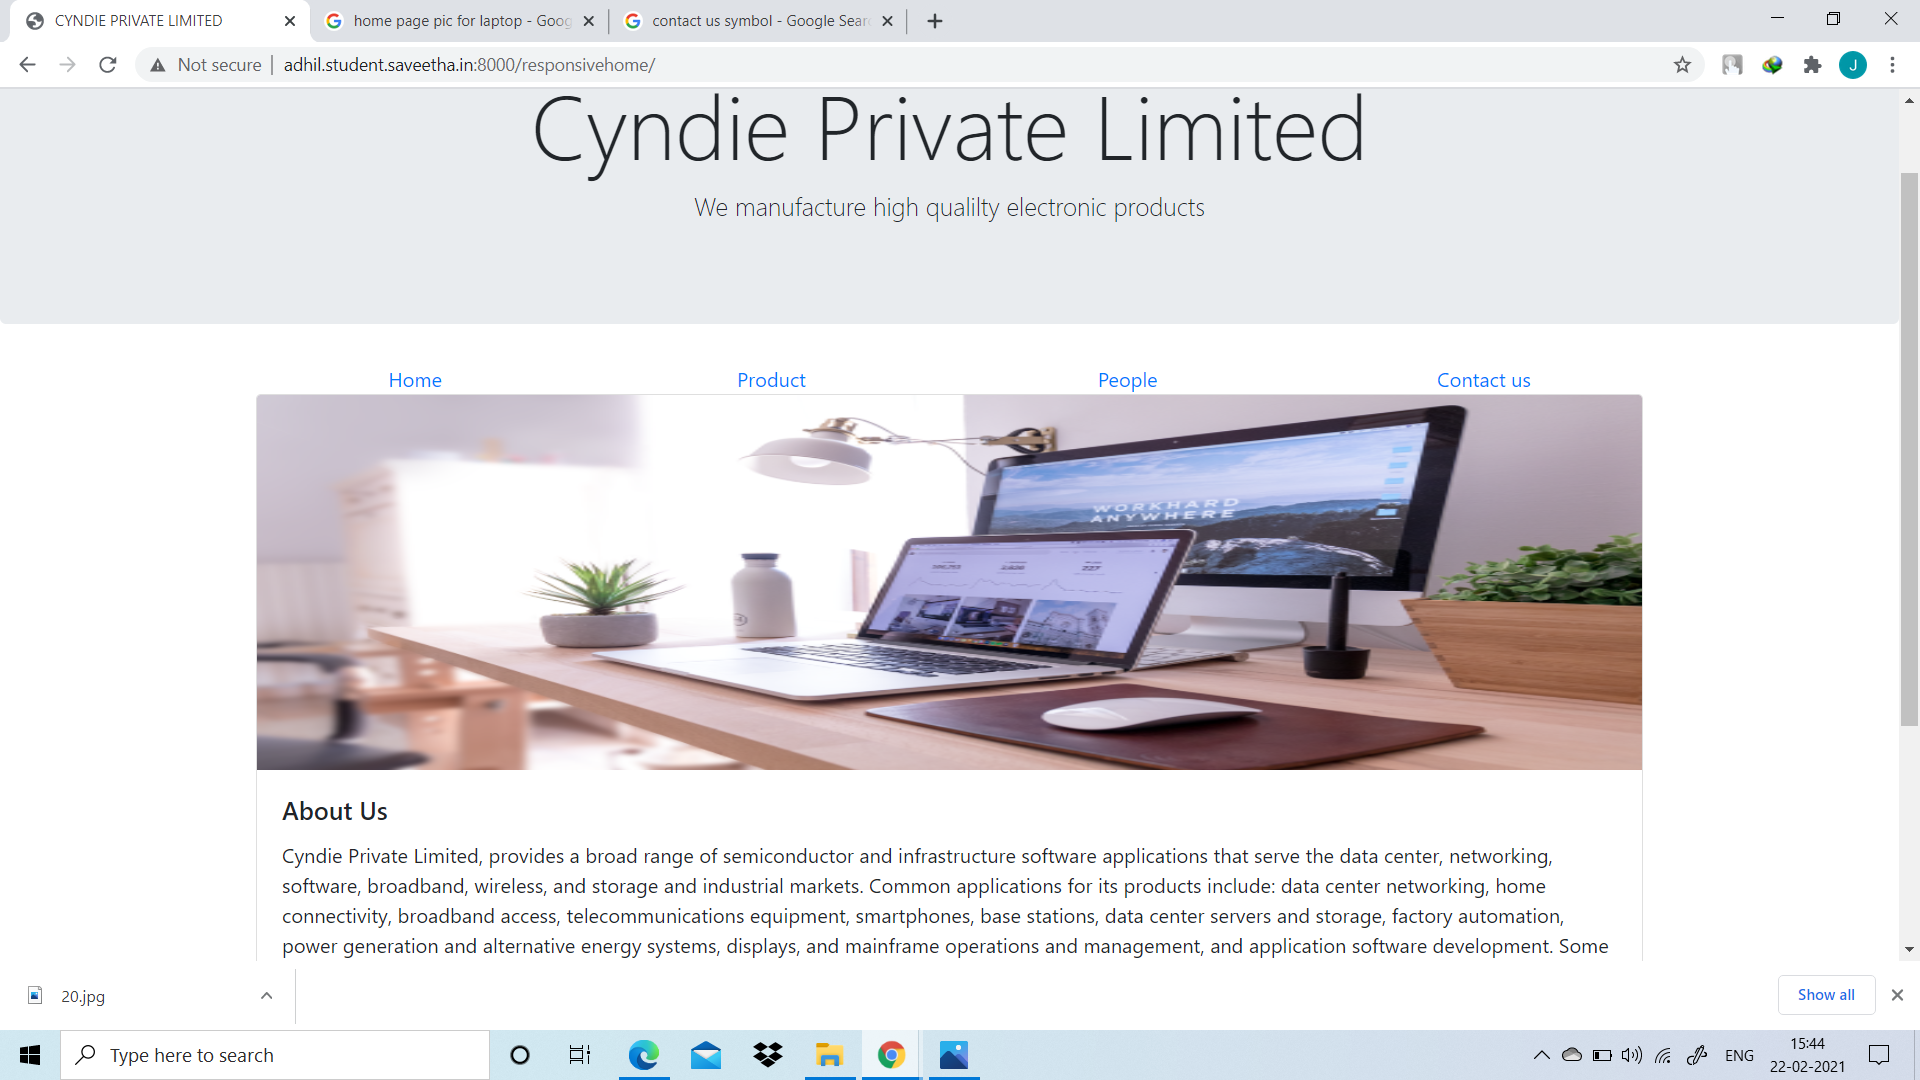 CYNDIE PRIVATE LIMITED
home page pic for laptop - Goog
contact us symbol - Google Sear
Not secure
adhil.student.saveetha.in:8000/responsivehome/
J
Cyndie Private Limited
We manufacture high qualilty electronic products
Home Product People Contact us
WORKHARD
ANYWHERE
About Us
Cyndie Private Limited, provides a broad range of semiconductor and infrastructure software applications that serve the data center, networking,
software, broadband, wireless, and storage and industrial markets. Common applications for its products include: data center networking, home
connectivity, broadband access, telecommunications equipment, smartphones, base stations, data center servers and storage, factory automation,
power generation and alternative energy systems, displays, and mainframe operations and management, and application software development. Some
20.jpg
Show all
Type here to search
ENG
15:44
22-02-2021